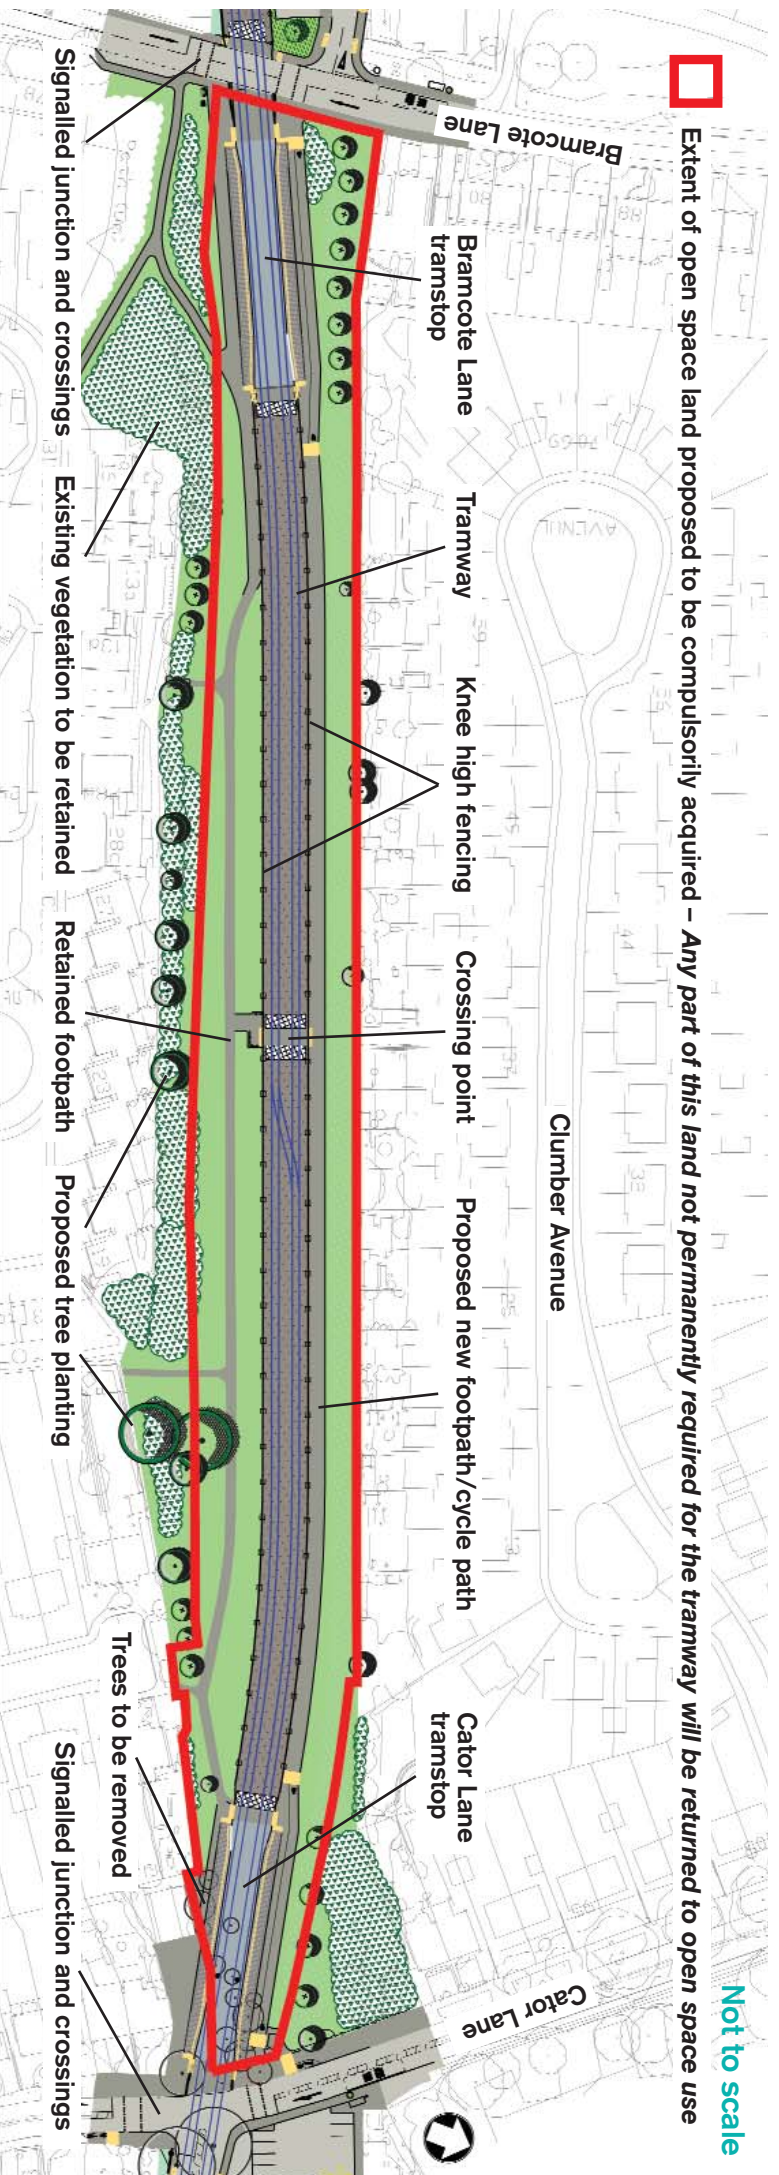 Not to scale
Extent of open space land proposed to be compulsorily acquired – Any part of this land not permanently required for the tramway will be returned to open space use
Bramcote Lane
Clumber Avenue
Cator Lane
AVENUE
Bramcote Lane
tramstop
Tramway
Knee high fencing
Crossing point
Proposed new footpath/cycle path
Cator Lane
tramstop
Signalled junction and crossings
Existing vegetation to be retained
Retained footpath
Proposed tree planting
Trees to be removed
Signalled junction and crossings